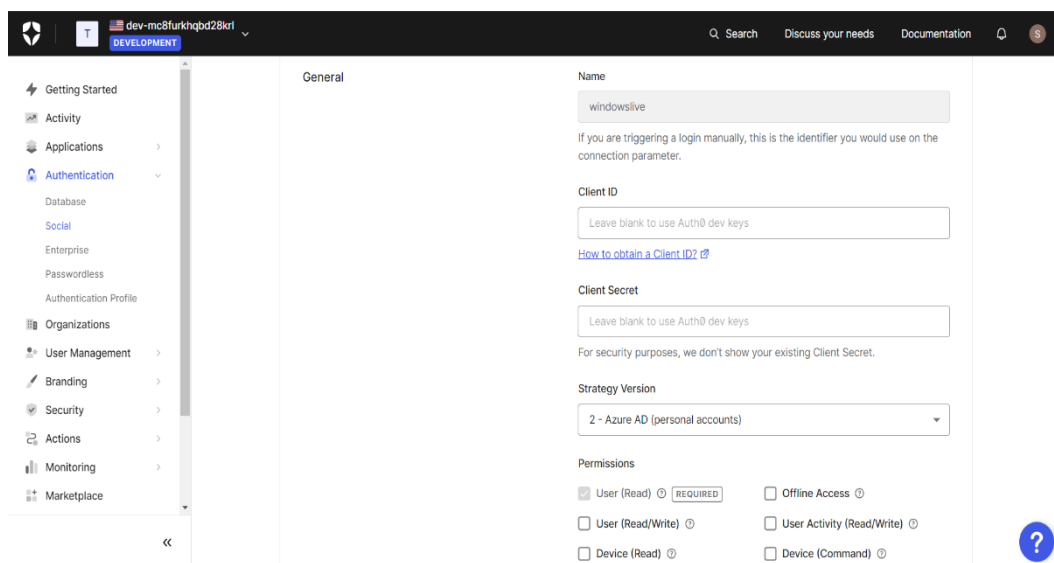 T
dev-mc8furkhqbd28krl
DEVELOPMENT
Search
Discuss your needs
Documentation
S
Getting Started
Activity
Applications
Authentication
Database
Social
Enterprise
Passwordless
Authentication Profile
Organizations
User Management
Branding
Security
Actions
Monitoring
Marketplace
General
Name
windowslive
If you are triggering a login manually, this is the identifier you would use on the
connection parameter.
Client ID
Leave blank to use Auth0 dev keys
How to obtain a Client ID?
Client Secret
Leave blank to use Auth0 dev keys
For security purposes, we don't show your existing Client Secret.
Strategy Version
2 - Azure AD (personal accounts)
Permissions
User (Read) REQUIRED
Offline Access
User (Read/Write)
User Activity (Read/Write)
Device (Read)
Device (Command)
?